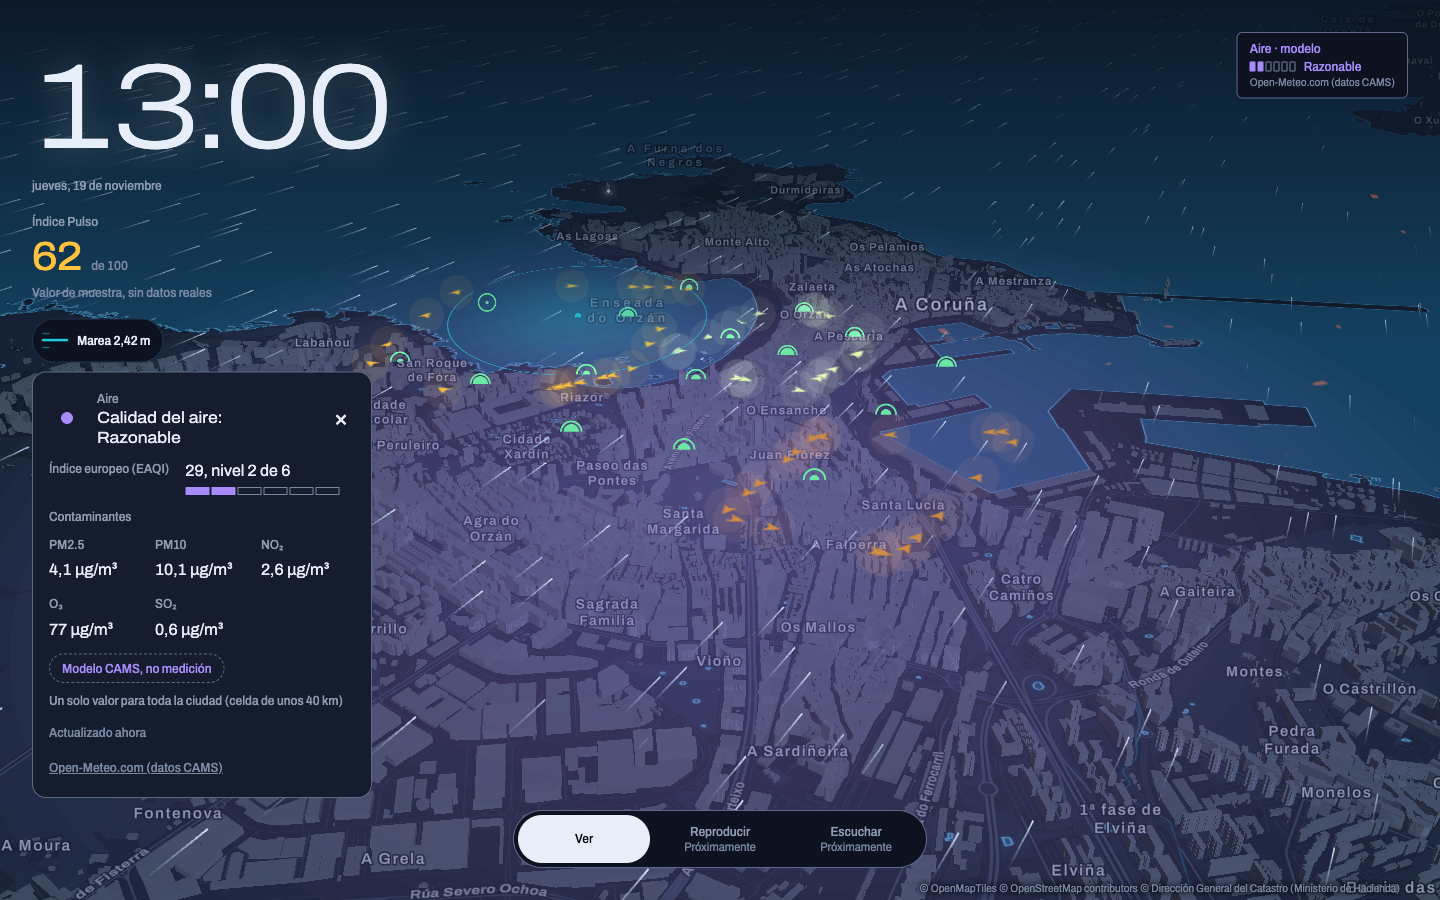 13:00
jueves, 19 de noviembre
Índice Pulso
62 de 100
Valor de muestra, sin datos reales
Marea 2,42 m
Aire
Calidad del aire:
Razonable
Índice europeo (EAQI)
29, nivel 2 de 6
Contaminantes
PM2.5 PM10 NO₂
4,1 µg/m³ 10,1 µg/m³ 2,6 µg/m³
O₃ SO₂
77 µg/m³ 0,6 µg/m³
Modelo CAMS, no medición
Un solo valor para toda la ciudad (celda de unos 40 km)
Actualizado ahora
Open-Meteo.com (datos CAMS)
Aire · modelo
Razonable
Open-Meteo.com (datos CAMS)
A Furna dos
Negros
Durmideiras
As Lagoas
Monte Alto
Os Pelamios
As Atochas
A Mestranza
Zalaeta
A Coruña
Enseada
do Orzán
O Orzán
A Pescaría
Labañou
San Roque
de Fóra
Riazor
O Ensanche
Peruleiro
Cidade
Xardín
Juan Flórez
Paseo das
Pontes
Agra do
Orzán
Santa
Margarida
Santa Lucía
A Falperra
Catro
Camiños
A Gaiteira
Sagrada
Familia
Os Mallos
Vioño
Ronda de Outeiro
Montes
O Castrillón
Pedra
Furada
A Sardiñeira
Monelos
Fontenova
1ª fase de
Elviña
A Moura
A Grela
Elviña
de Fisterra
Rúa Severo Ochoa
do Ferrocarril
Ver
Reproducir
Próximamente
Escuchar
Próximamente
© OpenMapTiles © OpenStreetMap contributors © Dirección General del Catastro (Ministerio de Hacienda)